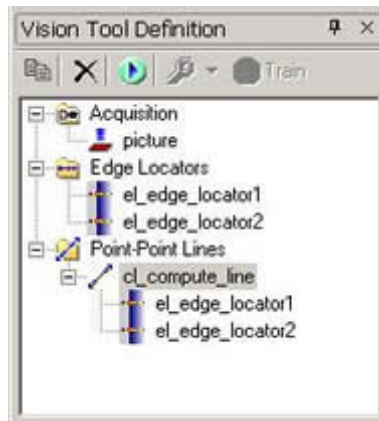 Vision Tool Definition
Train
Acquisition
picture
Edge Locators
el_edge_locator1
el_edge_locator2
Point-Point Lines
cl_compute_line
el_edge_locator1
el_edge_locator2